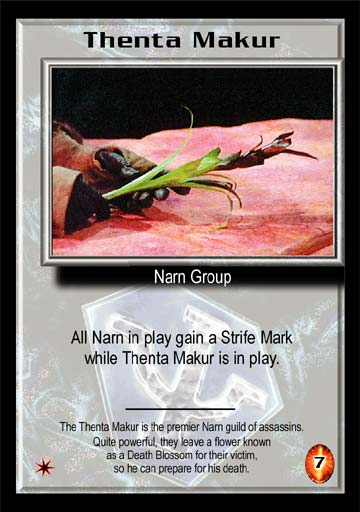 Thenta Makur
Narn Group
All Narn in play gain a Strife Mark
while Thenta Makur is in play.
The Thenta Makur is the premier Narn guild of assassins.
Quite powerful, they leave a flower known
as a Death Blossom for their victim,
so he can prepare for his death.
7